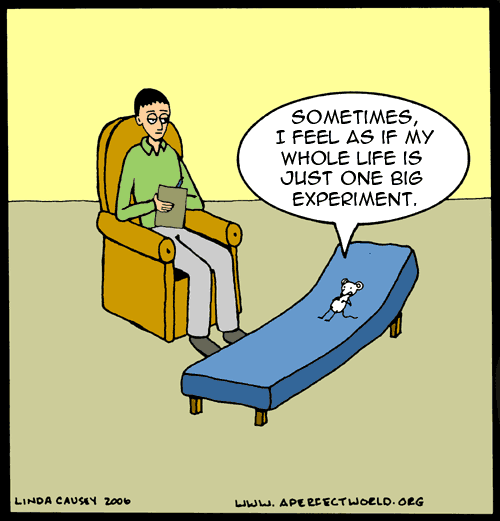 SOMETIMES,
I FEEL AS IF MY
WHOLE LIFE IS
JUST ONE BIG
EXPERIMENT.
LINDA CAUSEY 2006
WWW.APERFECTWORLD.ORG